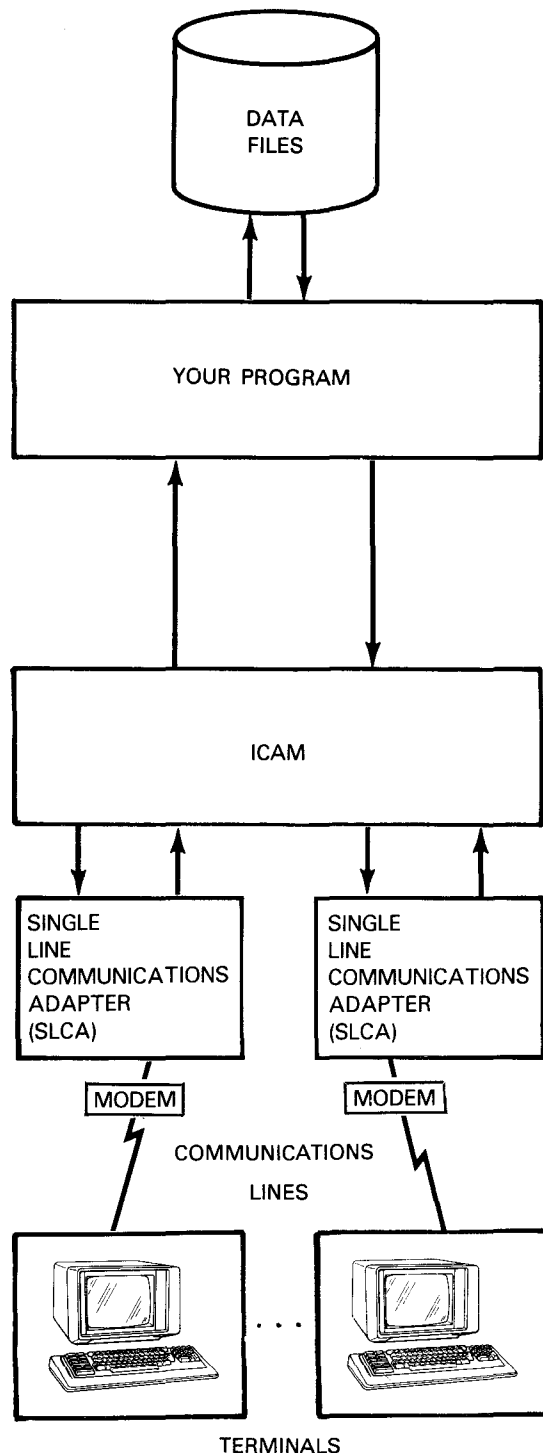 DATA
FILES
YOUR PROGRAM
ICAM
SINGLE
LINE
COMMUNICATIONS
ADAPTER
(SLCA)
SINGLE
LINE
COMMUNICATIONS
ADAPTER
(SLCA)
MODEM
MODEM
COMMUNICATIONS
LINES
. . .
TERMINALS